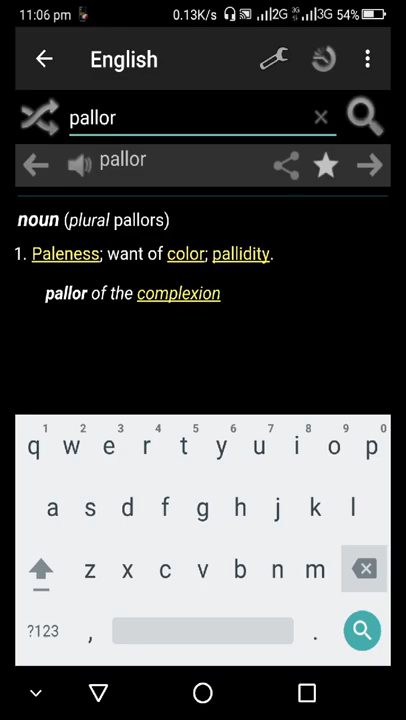 11:06 pm 0.13K/s 2G 3G 3G 54%
English
pallor
pallor
noun (plural pallors)
1. Paleness; want of color; pallidity.
pallor of the complexion
1 2 3 4 5 6 7 8 9 0
q w e r t y u i o p
a s d f g h j k l
z x c v b n m
?123 , .